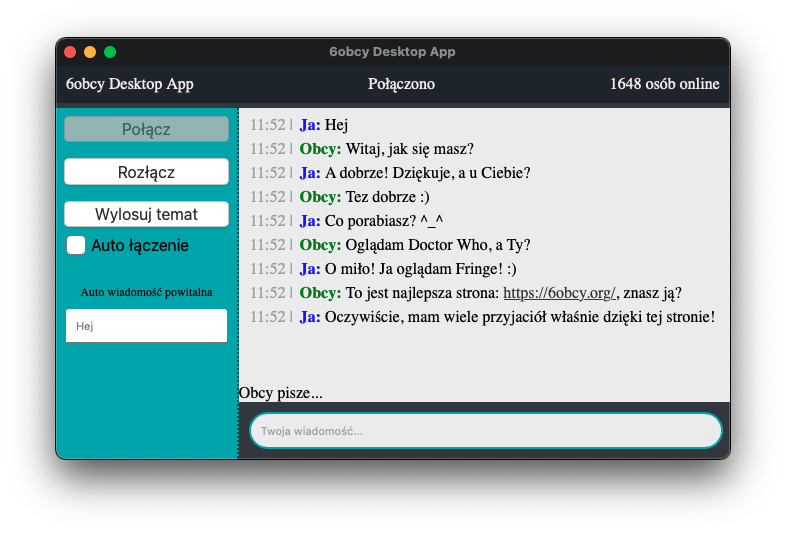 6obcy Desktop App
6obcy Desktop App Połączono 1648 osób online
Połącz
Rozłącz
Wylosuj temat
Auto łączenie
Auto wiadomość powitalna
Hej
11:52 | Ja: Hej
11:52 | Obcy: Witaj, jak się masz?
11:52 | Ja: A dobrze! Dziękuje, a u Ciebie?
11:52 | Obcy: Tez dobrze :)
11:52 | Ja: Co porabiasz? ^_^
11:52 | Obcy: Oglądam Doctor Who, a Ty?
11:52 | Ja: O miło! Ja oglądam Fringe! :)
11:52 | Obcy: To jest najlepsza strona: https://6obcy.org/, znasz ją?
11:52 | Ja: Oczywiście, mam wiele przyjaciół właśnie dzięki tej stronie!
Obcy pisze...
Twoja wiadomość...